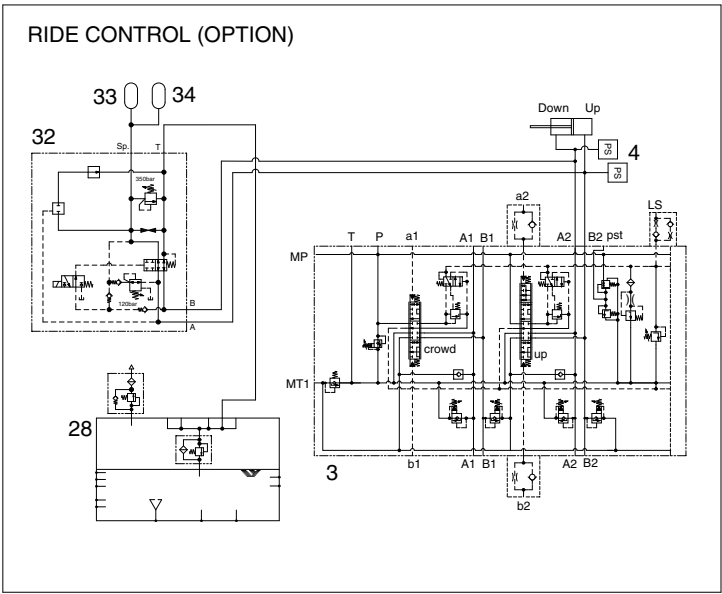 RIDE CONTROL (OPTION)
33 34
Down Up
32
Sp. T
PS 4
350bar
PS
a2
LS
T P a1 A1 B1 A2 B2 pst
MP
120bar
B
A
crowd up
MT1
28
3
b1 A1 B1 A2 B2
b2